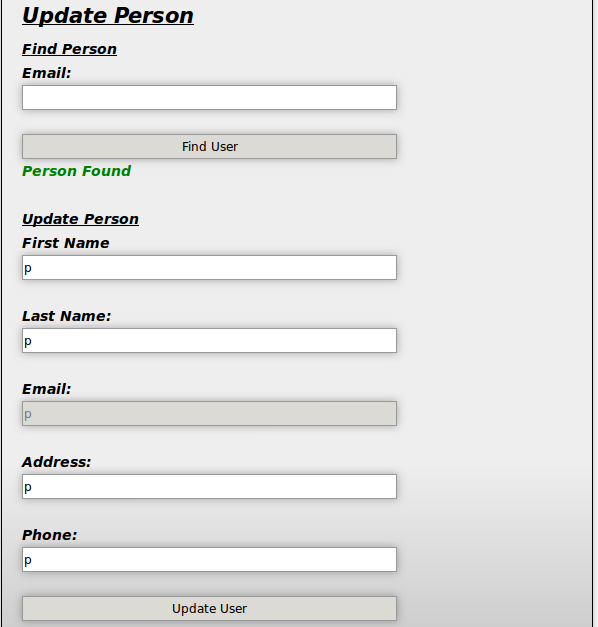 Update Person
Find Person
Email:
Find User
Person Found
Update Person
First Name
p
Last Name:
p
Email:
p
Address:
p
Phone:
p
Update User